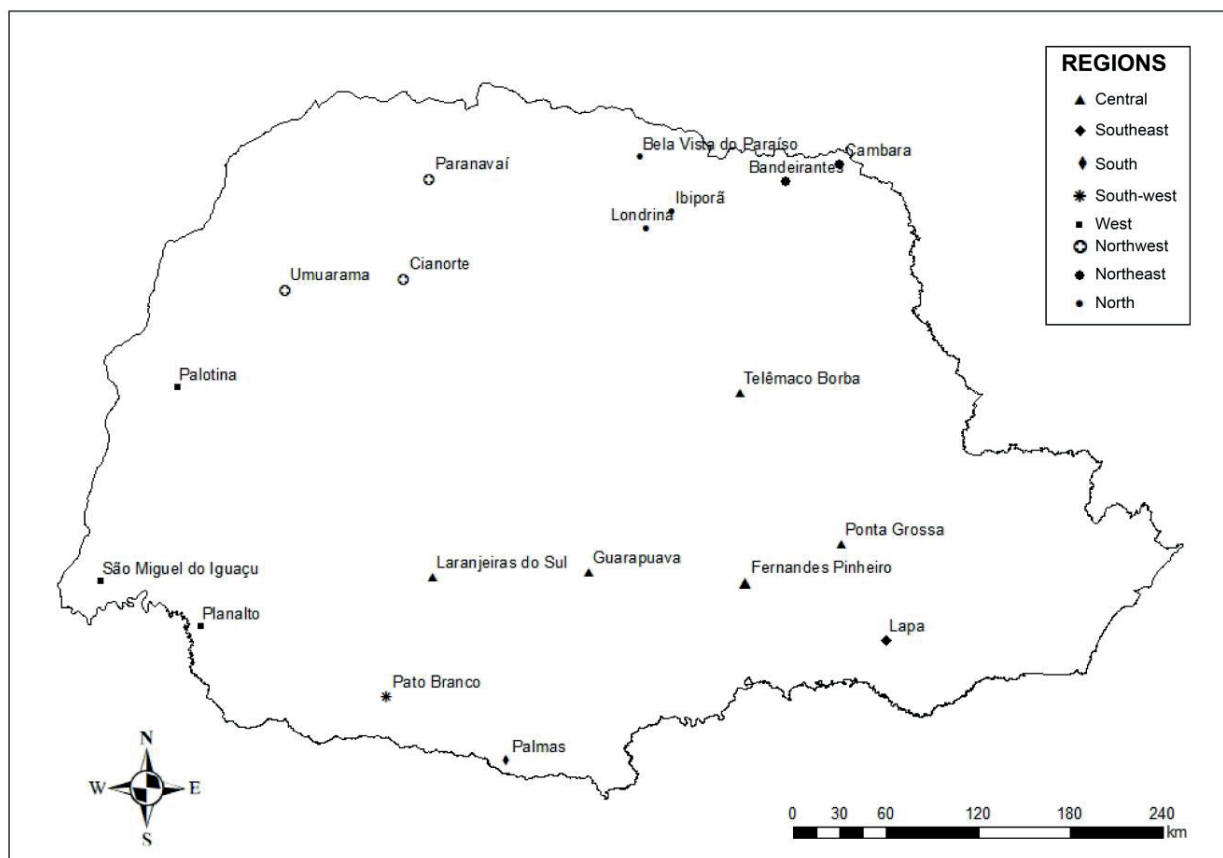 REGIONS
Central
Southeast
South
South-west
West
Northwest
Northeast
North
Bela Vista do Paraíso
Cambara
Paranavaí
Bandeirantes
Ibiporã
Londrina
Cianorte
Umuarama
Palotina
Telêmaco Borba
Ponta Grossa
Guarapuava
Laranjeiras do Sul
Fernandes Pinheiro
São Miguel do Iguaçu
Planalto
Lapa
Pato Branco
Palmas
N
W E
S
0 30 60 120 180 240
km